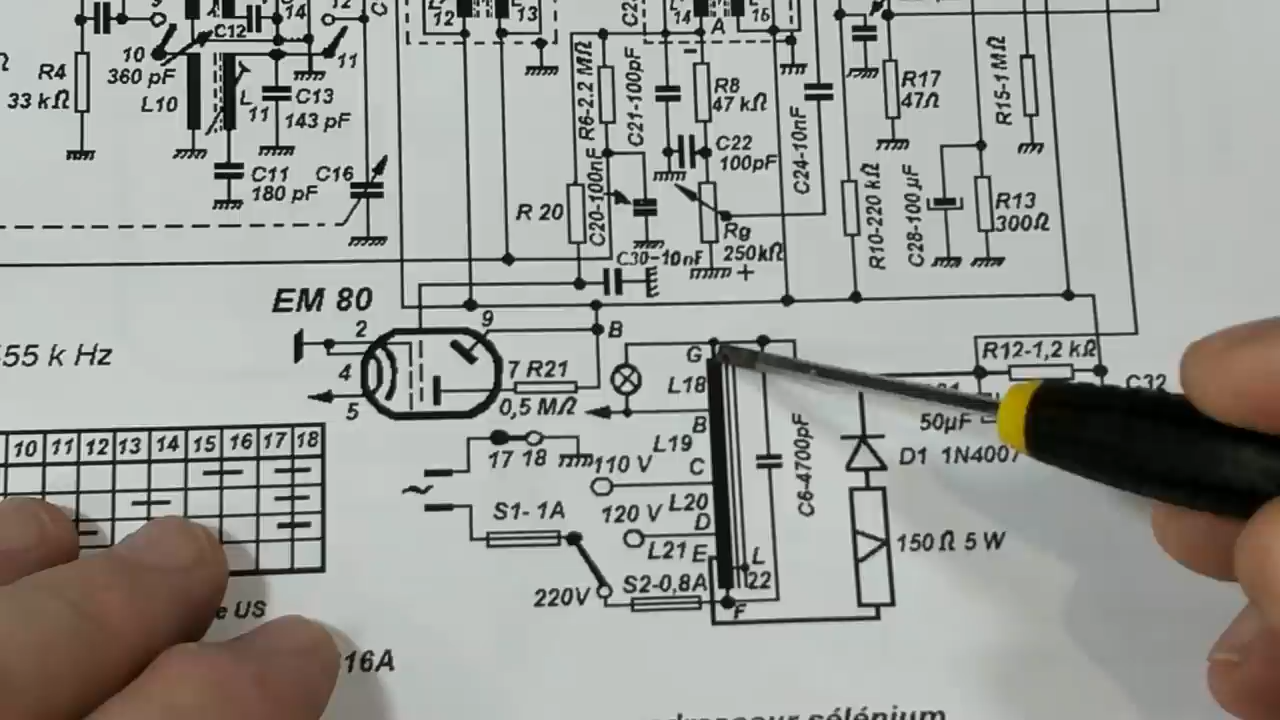 12
13
14
15
A
14
C12
12
10
360 pF
11
R4
33 kΩ
L10
L
11
C13
143 pF
C11
180 pF
C16
R6-2.2 MΩ
C21-100pF
R8
47 kΩ
C22
100pF
C24-10nF
R17
47Ω
R15-1 MΩ
R 20
C20-100nF
Rg
250kΩ
+
C30-10nF
R10-220 kΩ
C28-100 µF
R13
300Ω
EM 80
2
9
4
5
7 R21
0,5 MΩ
B
55 k Hz
G
L18
B
L19
C
L20
D
L21 E
L
22
F
C6-4700pF
R12-1,2 kΩ
C32
50µF
D1 1N4007
150 Ω 5 W
17 18
110 V
~
S1- 1A
120 V
220V
S2-0,8A
10 11 12 13 14 15 16 17 18
e US
16A
sélénium